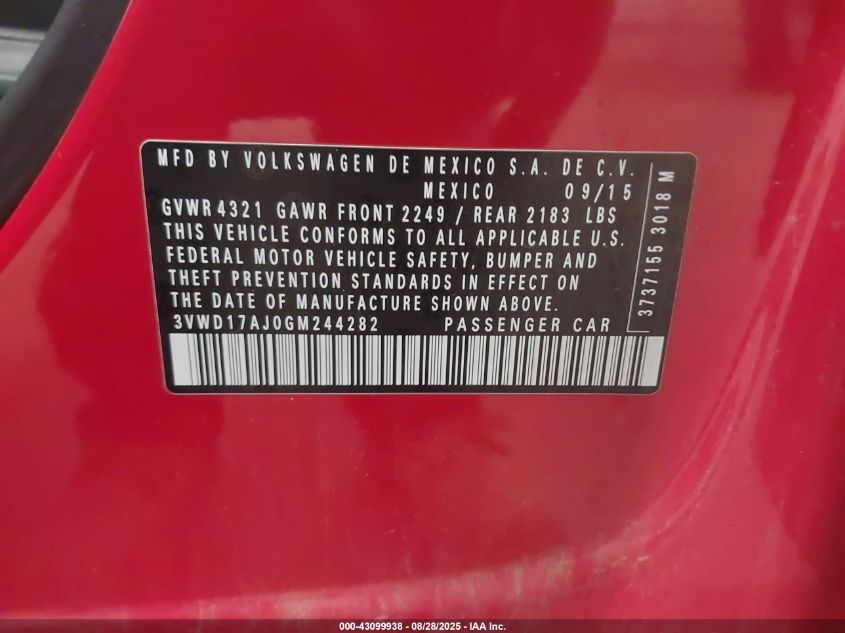 MFD BY VOLKSWAGEN DE MEXICO S.A. DE C.V.
MEXICO 09/15
GVWR 4321 GAWR FRONT 2249 / REAR 2183 LBS
THIS VEHICLE CONFORMS TO ALL APPLICABLE U.S.
FEDERAL MOTOR VEHICLE SAFETY, BUMPER AND
THEFT PREVENTION STANDARDS IN EFFECT ON
THE DATE OF MANUFACTURE SHOWN ABOVE.
3VWD17AJ0GM244282 PASSENGER CAR
3737155 3018 M
000-43099938 - 08/28/2025 - IAA Inc.